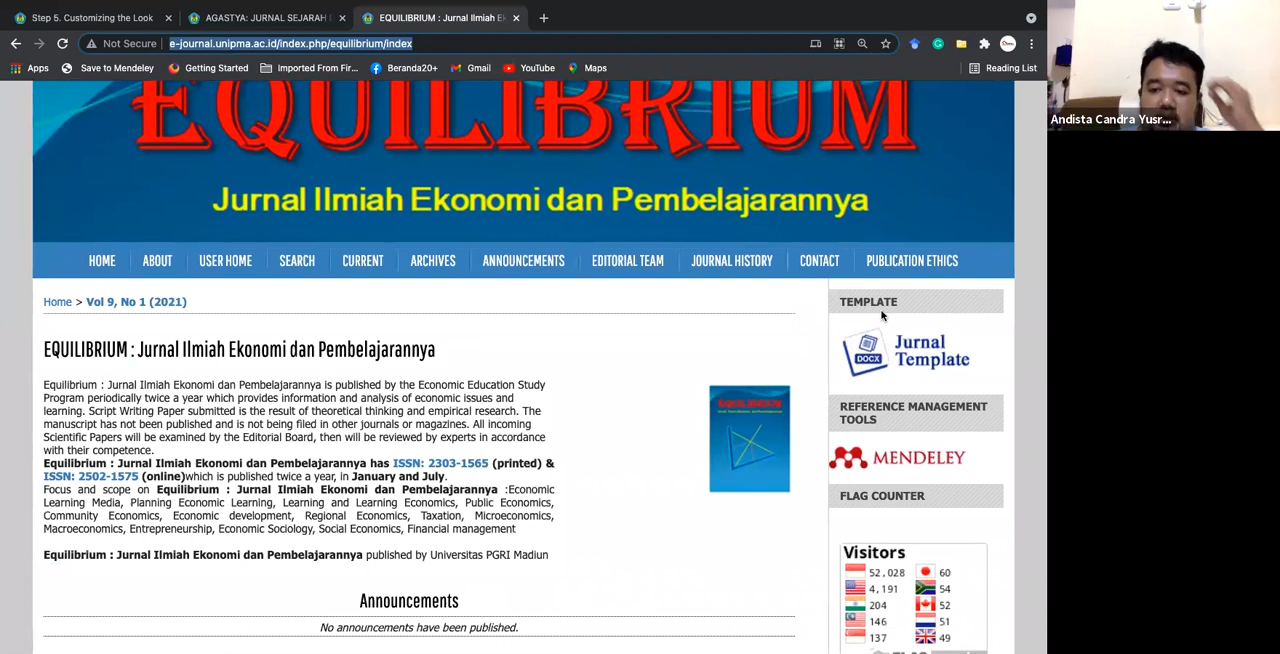 Step 5. Customizing the Look
AGASTYA: JURNAL SEJARAH
EQUILIBRIUM : Jurnal Ilmiah Ek
Not Secure
e-journal.unipma.ac.id/index.php/equilibrium/index
Apps
Save to Mendeley
Getting Started
Imported From Fir...
Beranda20+
Gmail
YouTube
Maps
Reading List
Andista Candra Yusr...
EQUILIBRIUM
Jurnal Ilmiah Ekonomi dan Pembelajarannya
HOME
ABOUT
USER HOME
SEARCH
CURRENT
ARCHIVES
ANNOUNCEMENTS
EDITORIAL TEAM
JOURNAL HISTORY
CONTACT
PUBLICATION ETHICS
Home > Vol 9, No 1 (2021)
EQUILIBRIUM : Jurnal Ilmiah Ekonomi dan Pembelajarannya
Equilibrium : Jurnal Ilmiah Ekonomi dan Pembelajarannya is published by the Economic Education Study
Program periodically twice a year which provides information and analysis of economic issues and
learning. Script Writing Paper submitted is the result of theoretical thinking and empirical research. The
manuscript has not been published and is not being filed in other journals or magazines. All incoming
Scientific Papers will be examined by the Editorial Board, then will be reviewed by experts in accordance
with their competence.
Equilibrium : Jurnal Ilmiah Ekonomi dan Pembelajarannya has ISSN: 2303-1565 (printed) &
ISSN: 2502-1575 (online)which is published twice a year, in January and July.
Focus and scope on Equilibrium : Jurnal Ilmiah Ekonomi dan Pembelajarannya :Economic
Learning Media, Planning Economic Learning, Learning and Learning Economics, Public Economics,
Community Economics, Economic development, Regional Economics, Taxation, Microeconomics,
Macroeconomics, Entrepreneurship, Economic Sociology, Social Economics, Financial management
Equilibrium : Jurnal Ilmiah Ekonomi dan Pembelajarannya published by Universitas PGRI Madiun
Announcements
No announcements have been published.
EQUILIBRIUM
TEMPLATE
DOCX
Jurnal
Template
REFERENCE MANAGEMENT
TOOLS
MENDELEY
FLAG COUNTER
Visitors
52,028 60
4,191 54
204 52
146 51
137 49